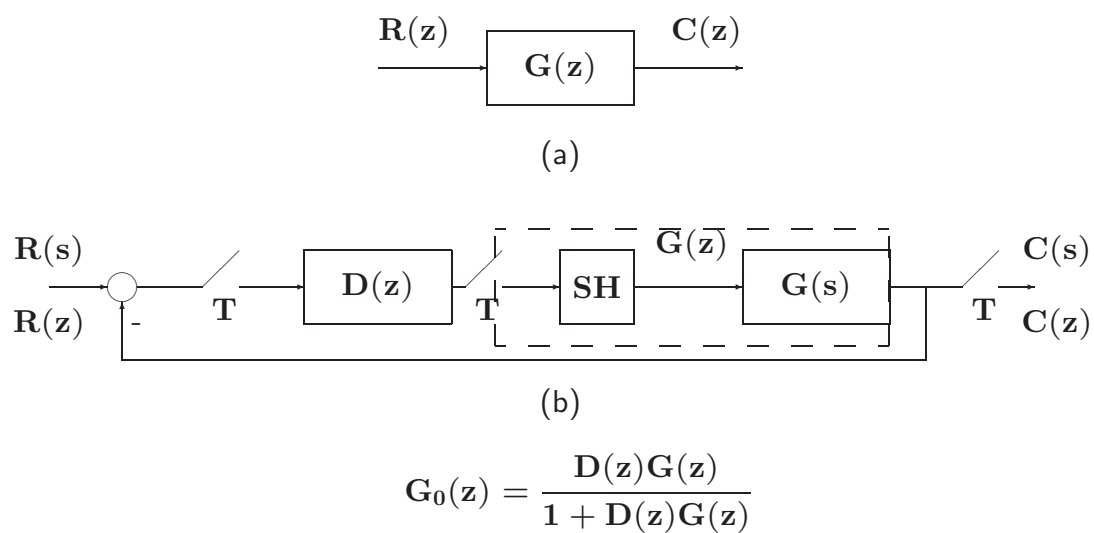 R(z) C(z)
G(z)
(a)
R(s) G(z) C(s)
D(z) SH G(s)
R(z) - T T T C(z)
(b)
G₀(z) = D(z)G(z) / 1 + D(z)G(z)